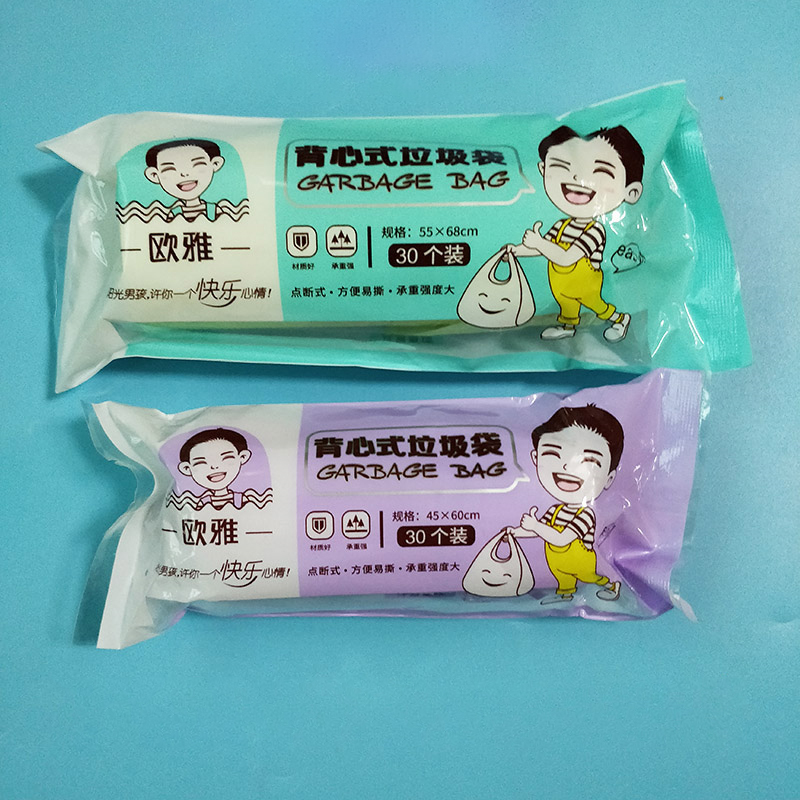 背心式垃圾袋
GARBAGE BAG
欧雅
规格：55×68cm
30个装
材质好 承重强
光男孩,许你一个快乐心情!
点断式·方便易撕·承重强度大
背心式垃圾袋
GARBAGE BAG
欧雅
规格：45×60cm
30个装
材质好 承重强
男孩,许你一个快乐心情!
点断式·方便易撕·承重强度大